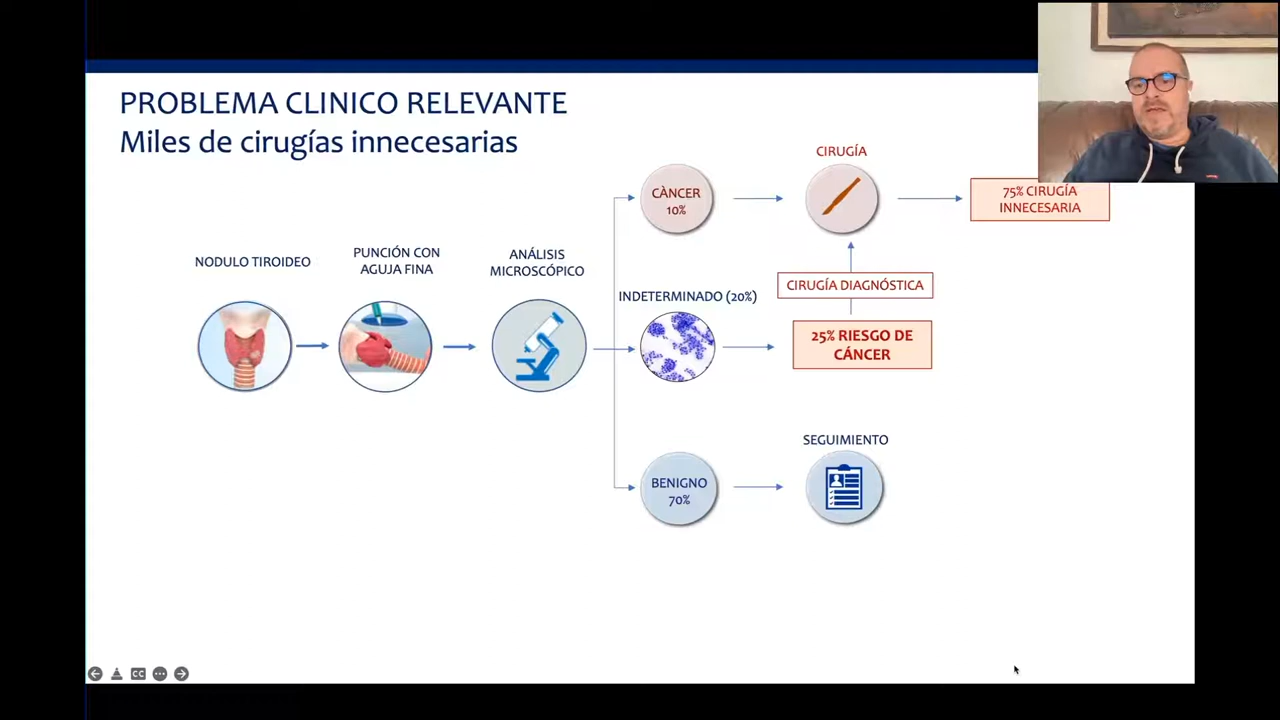 PROBLEMA CLINICO RELEVANTE
Miles de cirugías innecesarias
NODULO TIROIDEO
PUNCIÓN CON
AGUJA FINA
ANÁLISIS
MICROSCÓPICO
CÀNCER
10%
CIRUGÍA
75% CIRUGÍA
INNECESARIA
CIRUGÍA DIAGNÓSTICA
INDETERMINADO (20%)
25% RIESGO DE
CÁNCER
BENIGNO
70%
SEGUIMIENTO
CC